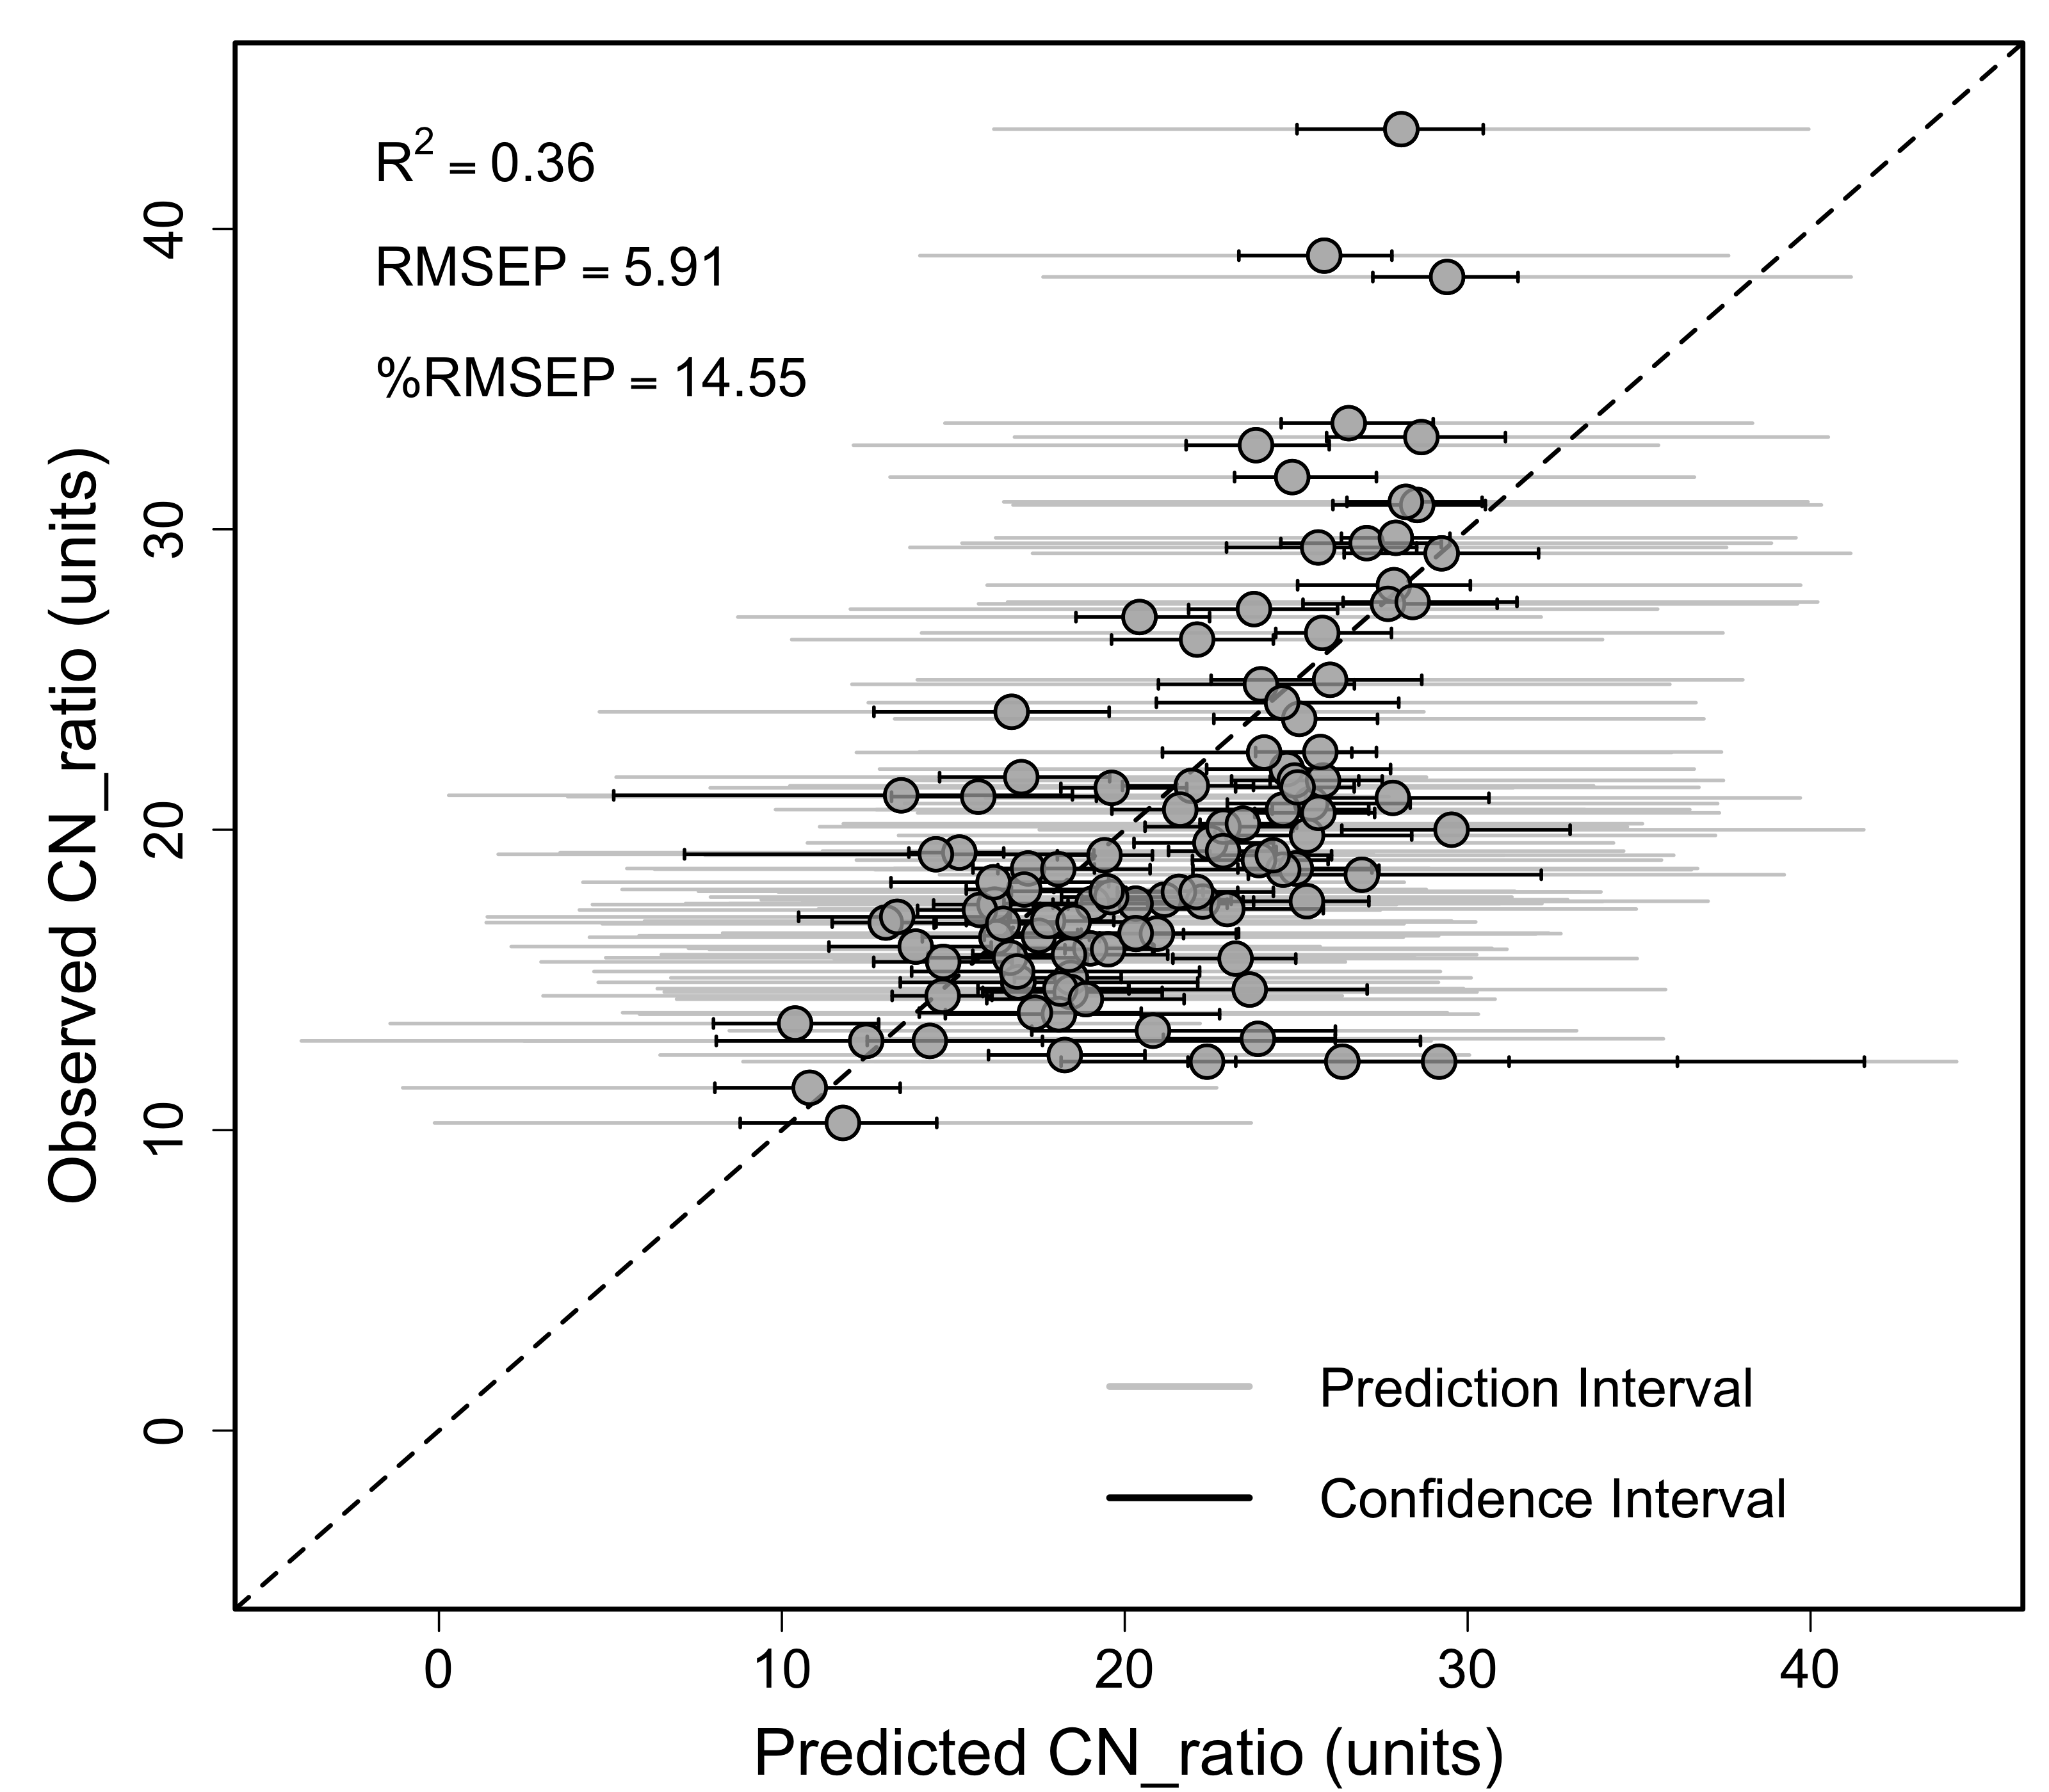 R² = 0.36
RMSEP = 5.91
%RMSEP = 14.55
Observed CN_ratio (units)
40
30
20
10
0
Prediction Interval
Confidence Interval
0 10 20 30 40
Predicted CN_ratio (units)